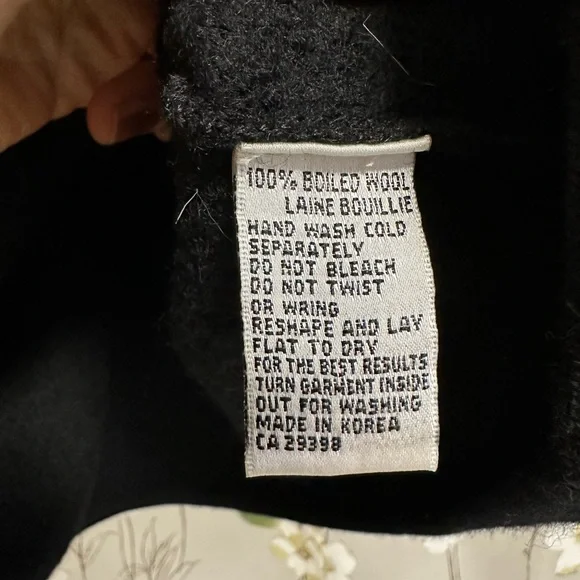 100% BOILED WOOL
LAINE BOUILLIE
HAND WASH COLD
SEPARATELY
DO NOT BLEACH
DO NOT TWIST
OR WRING
RESHAPE AND LAY
FLAT TO DRY
FOR THE BEST RESULTS
TURN GARMENT INSIDE
OUT FOR WASHING
MADE IN KOREA
CA 29398